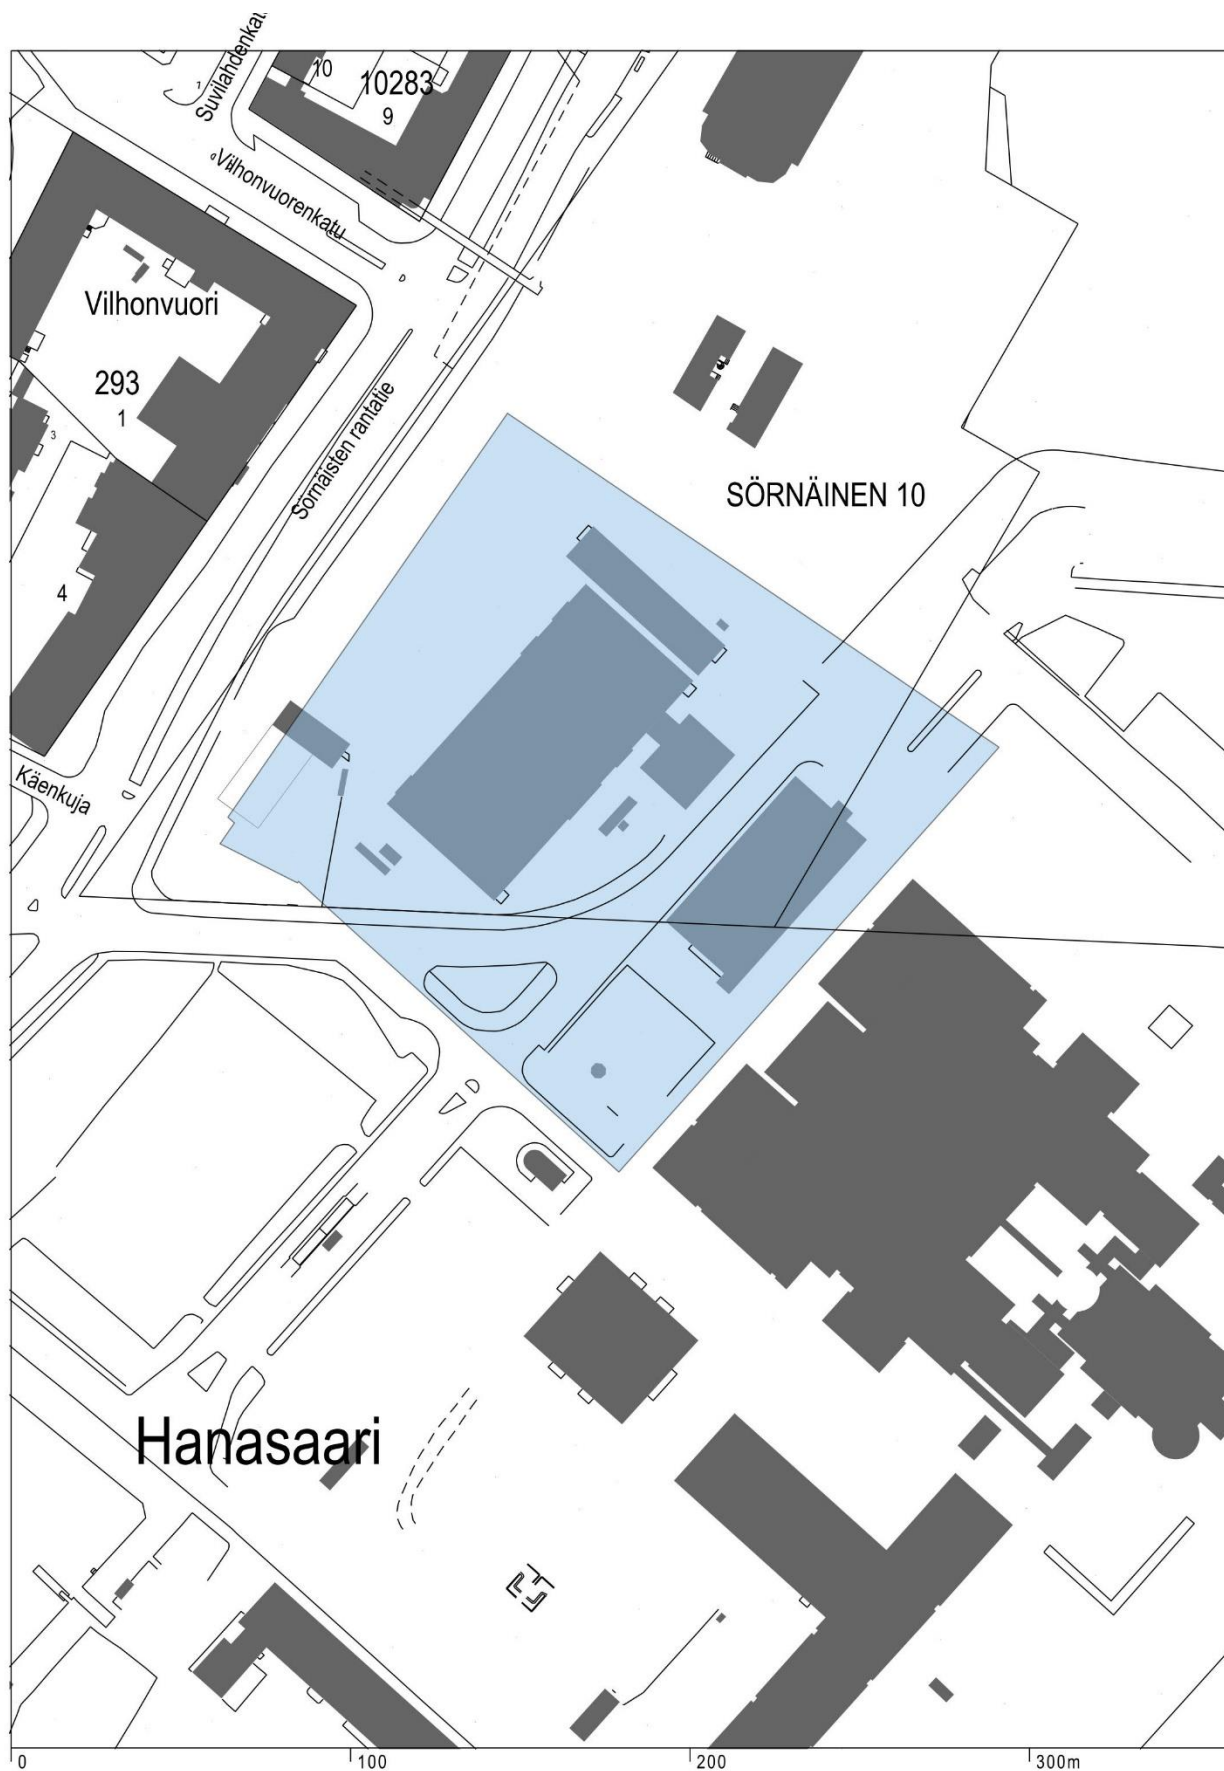 Suvilahdenkatu
1
10
10283
9
Vilhonvuorenkatu
Vilhonvuori
293
1
3
4
Sörnäisten rantatie
SÖRNÄINEN 10
Käenkuja
Hanasaari
0
100
200
300m